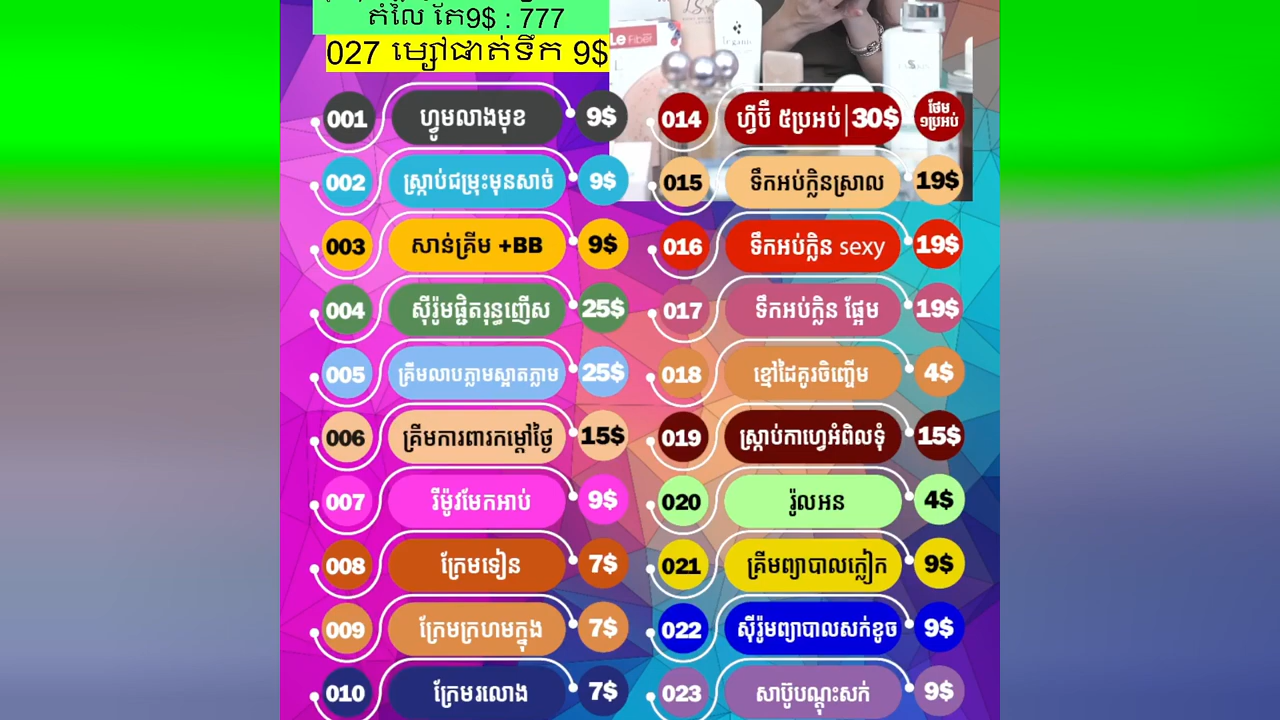 តំលៃ តែ9$ : 777
027 ម្សៅផាត់ទឹក 9$
001 ហ្វូមលាងមុខ 9$
002 ស្ក្រាប់ជម្រុះមុនសាច់ 9$
003 សាន់គ្រីម +BB 9$
004 ស៊ីរ៉ូមផ្ជិតរុន្ធញើស 25$
005 គ្រីមលាបភ្លាមស្អាតភ្លាម 25$
006 គ្រីមការពារកម្ដៅថ្ងៃ 15$
007 រីម៉ូវមែកអាប់ 9$
008 ក្រែមទៀន 7$
009 ក្រែមក្រហមក្នុង 7$
010 ក្រែមរលោង 7$
014 ហ្វីប៊ឺ ៥ប្រអប់|30$ ថែម ១ប្រអប់
015 ទឹកអប់ក្លិនស្រាល 19$
016 ទឹកអប់ក្លិន sexy 19$
017 ទឹកអប់ក្លិន ផ្អែម 19$
018 ខ្មៅដៃគូរចិញ្ចើម 4$
019 ស្ក្រាប់កាហ្វេអំពិលទុំ 15$
020 រ៉ូលអន 4$
021 គ្រីមព្យាបាលក្លៀក 9$
022 ស៊ីរ៉ូមព្យាបាលសក់ខូច 9$
023 សាប៊ូបណ្ដុះសក់ 9$